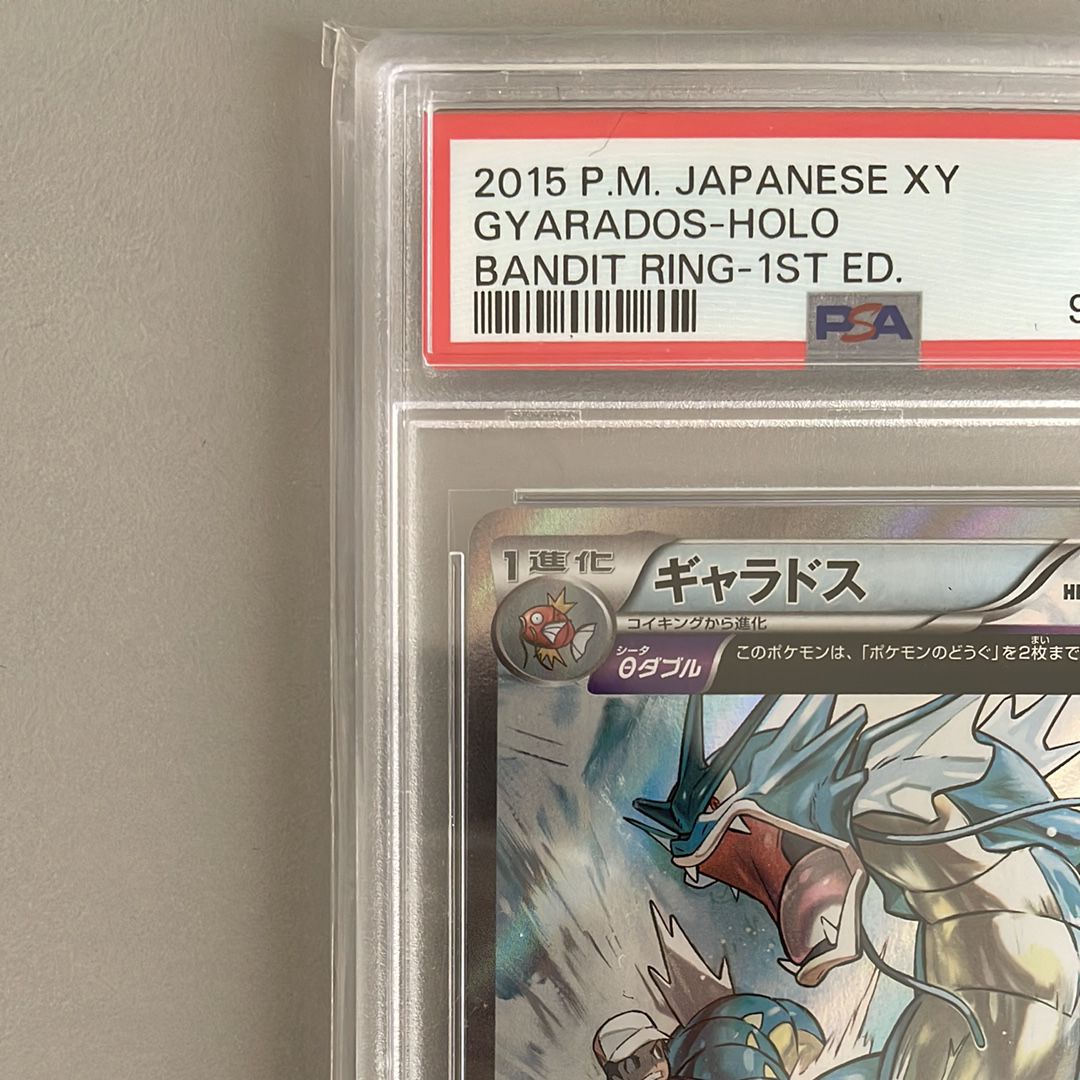 2015 P.M. JAPANESE XY
GYARADOS-HOLO
BANDIT RING-1ST ED.
PSA
1進化
ギャラドス
コイキングから進化
シータ
θダブル
まい
このポケモンは、「ポケモンのどうぐ」を2枚まで